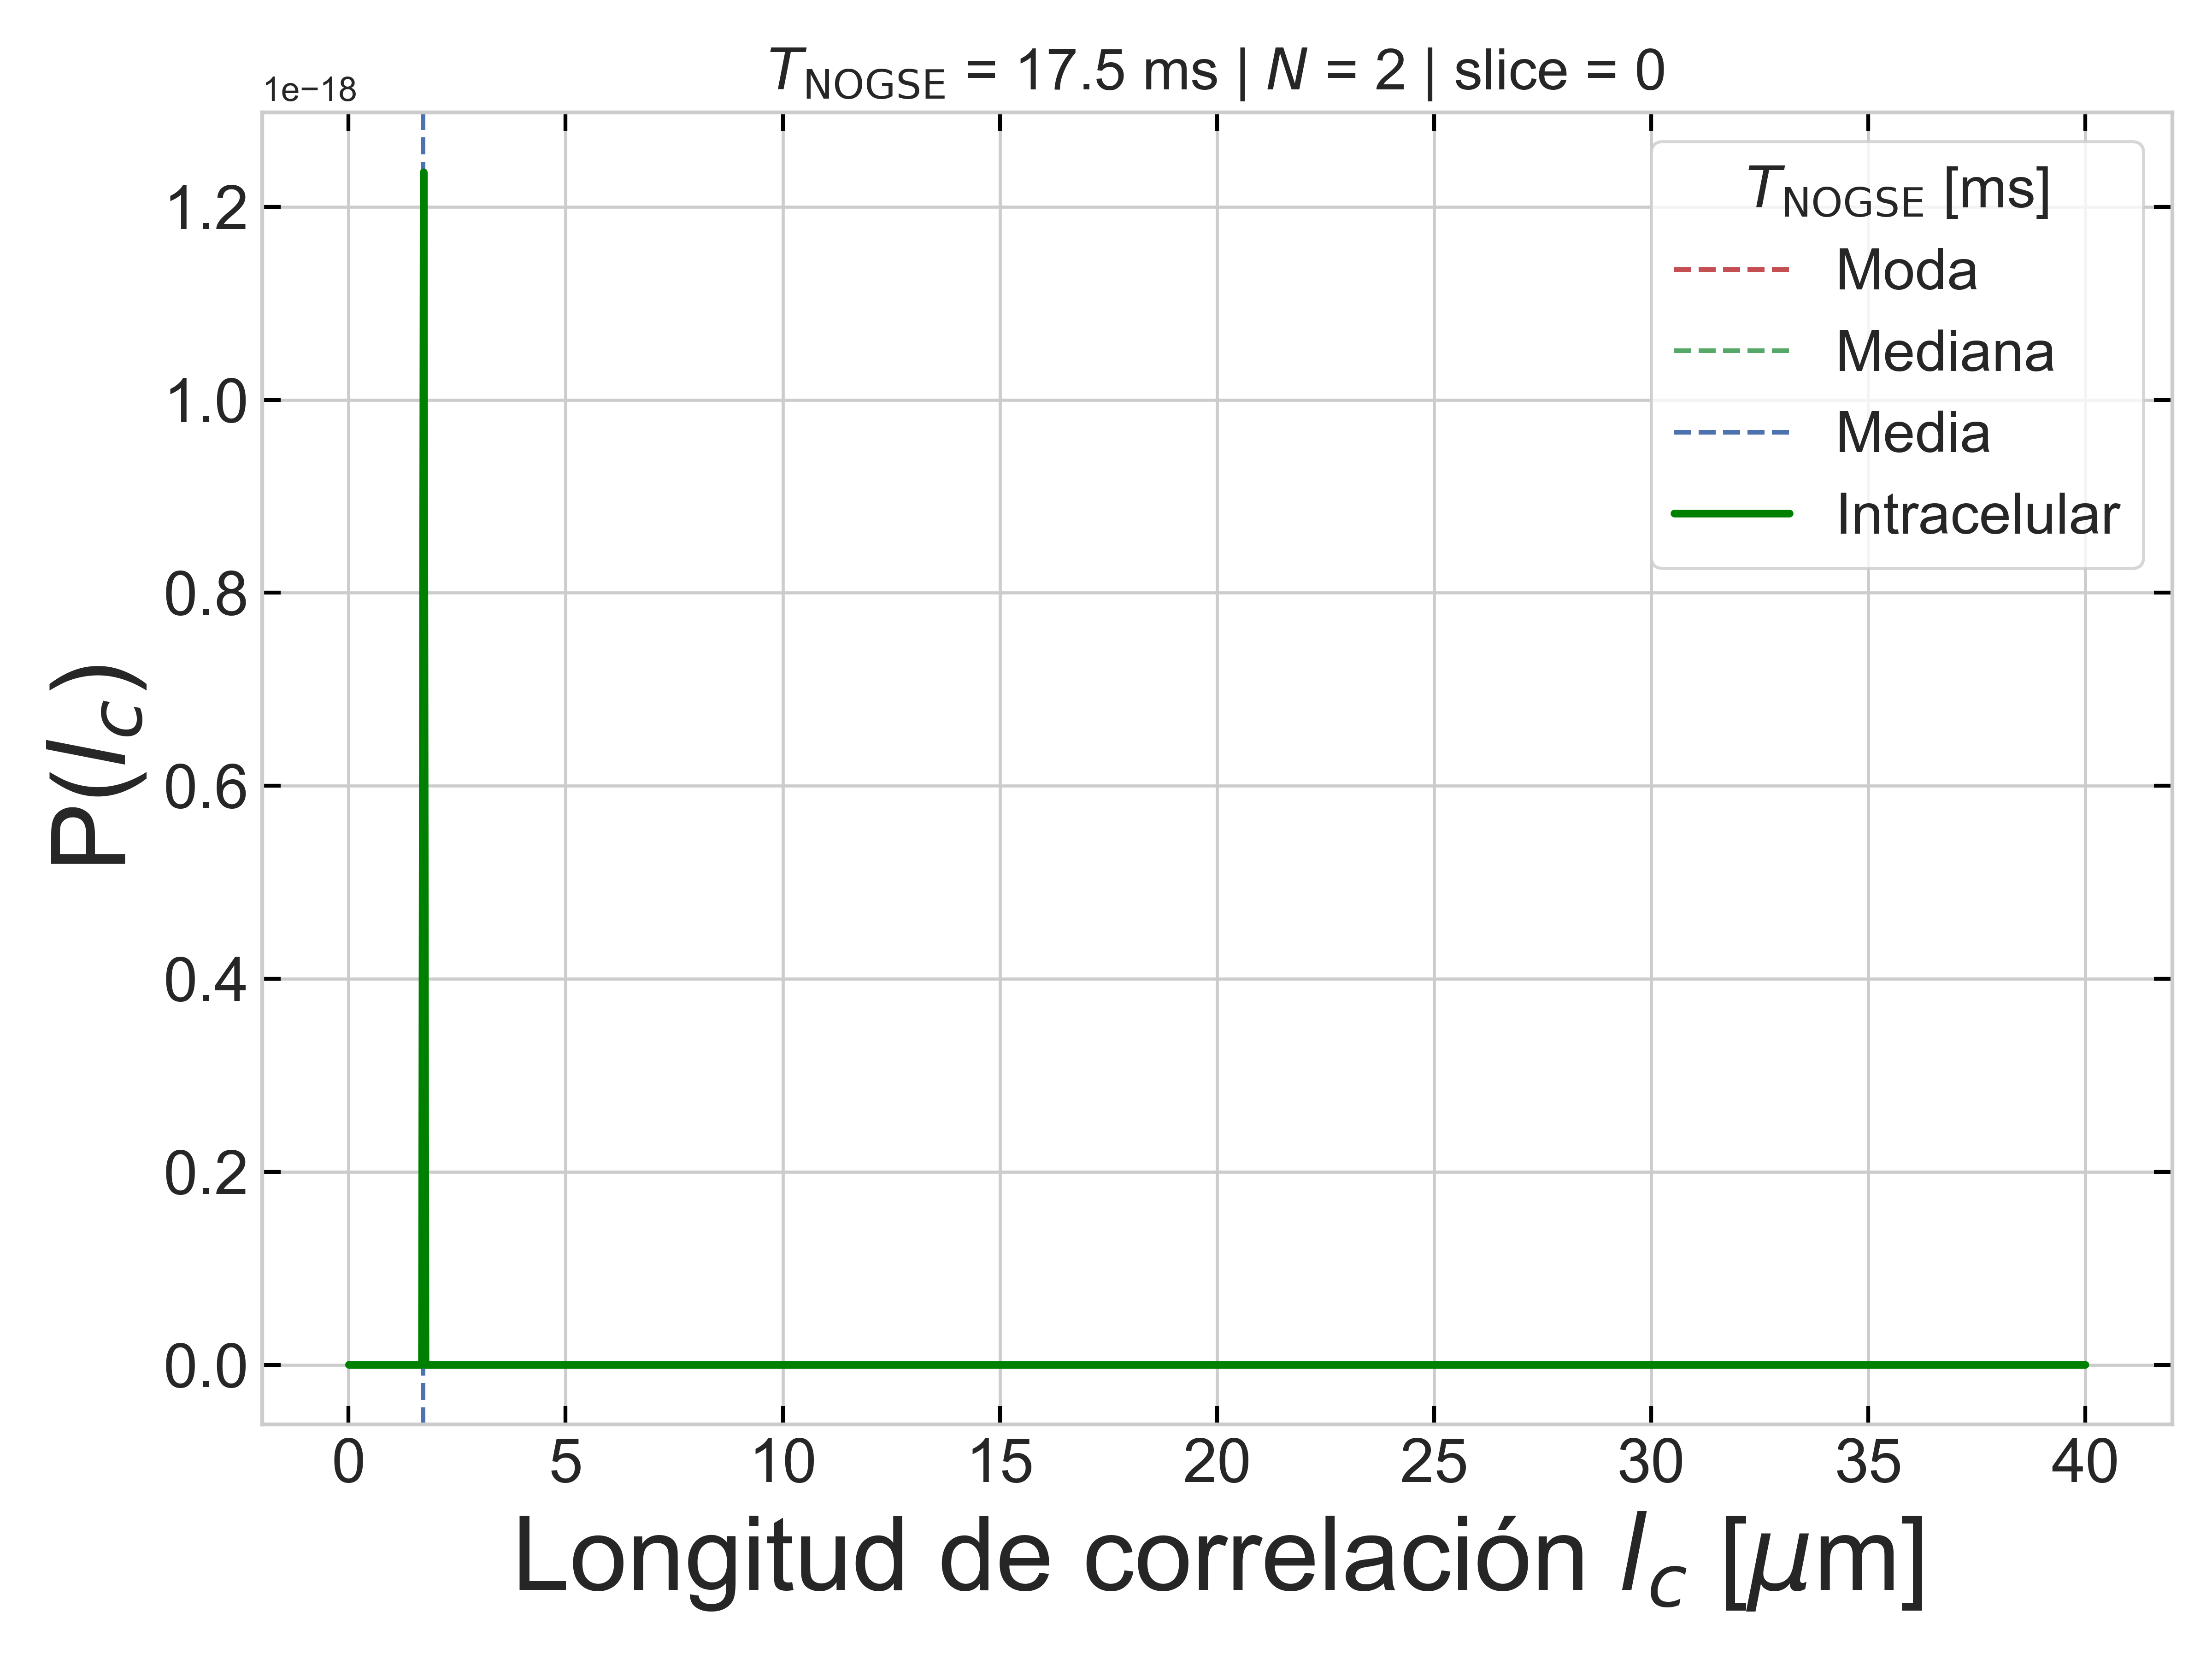 T_NOGSE = 17.5 ms | N = 2 | slice = 0
1e−18
T_NOGSE [ms]
Moda
Mediana
Media
Intracelular
P(l_c)
1.2
1.0
0.8
0.6
0.4
0.2
0.0
0 5 10 15 20 25 30 35 40
Longitud de correlación l_c [μm]